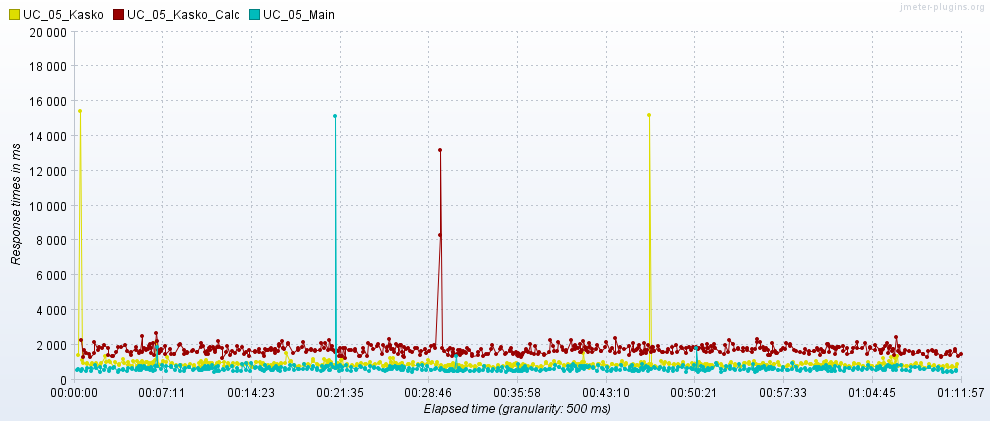 UC_05_Kasko UC_05_Kasko_Calc UC_05_Main
jmeter-plugins.org
20 000
18 000
16 000
14 000
12 000
10 000
8 000
6 000
4 000
2 000
0
Response times in ms
00:00:00 00:07:11 00:14:23 00:21:35 00:28:46 00:35:58 00:43:10 00:50:21 00:57:33 01:04:45 01:11:57
Elapsed time (granularity: 500 ms)